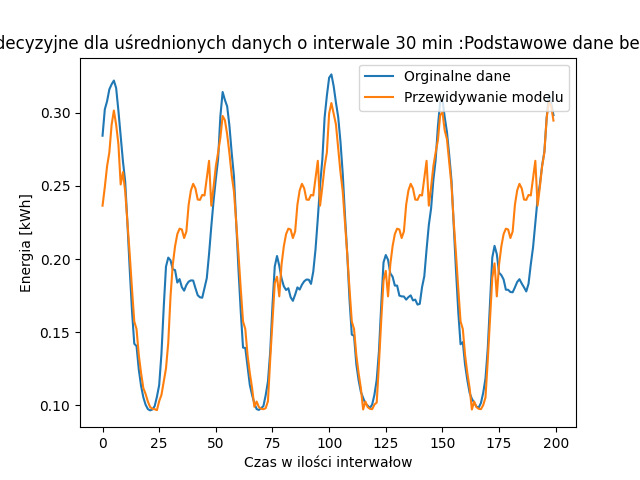 decyzyjne dla uśrednionych danych o interwale 30 min :Podstawowe dane be
Orginalne dane
Przewidywanie modelu
Energia [kWh]
0.30
0.25
0.20
0.15
0.10
0 25 50 75 100 125 150 175 200
Czas w ilości interwałow